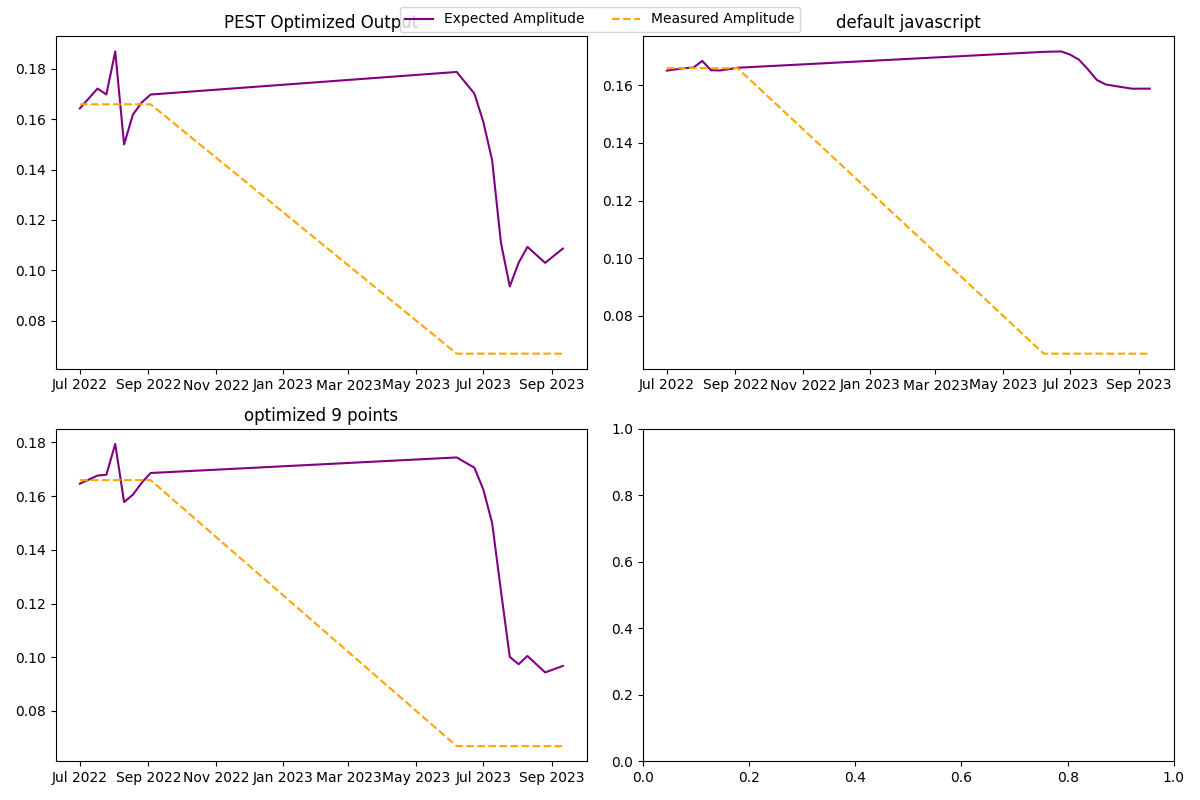 Expected Amplitude Measured Amplitude
PEST Optimized Output
0.18
0.16
0.14
0.12
0.10
0.08
Jul 2022 Sep 2022 Nov 2022 Jan 2023 Mar 2023 May 2023 Jul 2023 Sep 2023
default javascript
0.16
0.14
0.12
0.10
0.08
Jul 2022 Sep 2022 Nov 2022 Jan 2023 Mar 2023 May 2023 Jul 2023 Sep 2023
optimized 9 points
0.18
0.16
0.14
0.12
0.10
0.08
Jul 2022 Sep 2022 Nov 2022 Jan 2023 Mar 2023 May 2023 Jul 2023 Sep 2023
1.0
0.8
0.6
0.4
0.2
0.0
0.0 0.2 0.4 0.6 0.8 1.0